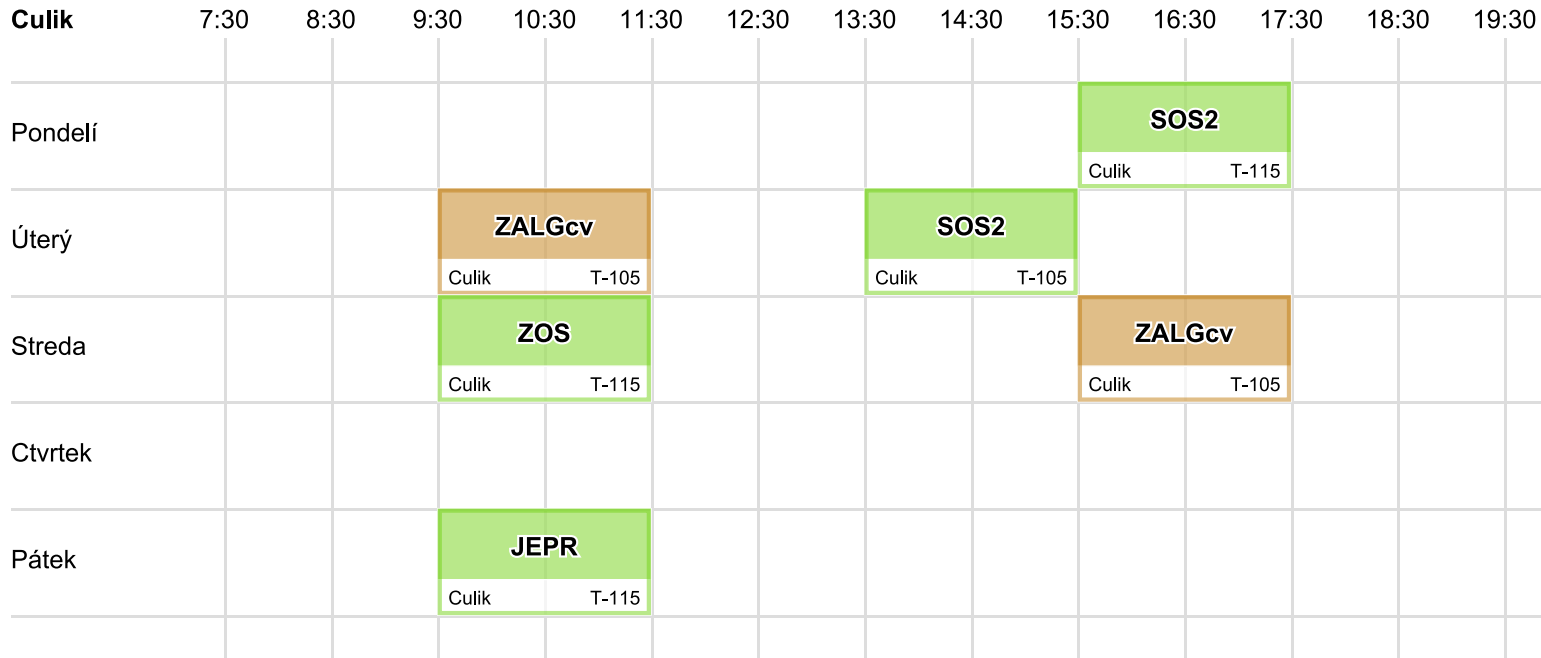 Culik 7:30 8:30 9:30 10:30 11:30 12:30 13:30 14:30 15:30 16:30 17:30 18:30 19:30
Pondelí
SOS2
Culik T-115
Úterý
ZALGcv
Culik T-105
SOS2
Culik T-105
Streda
ZOS
Culik T-115
ZALGcv
Culik T-105
Ctvrtek
Pátek
JEPR
Culik T-115